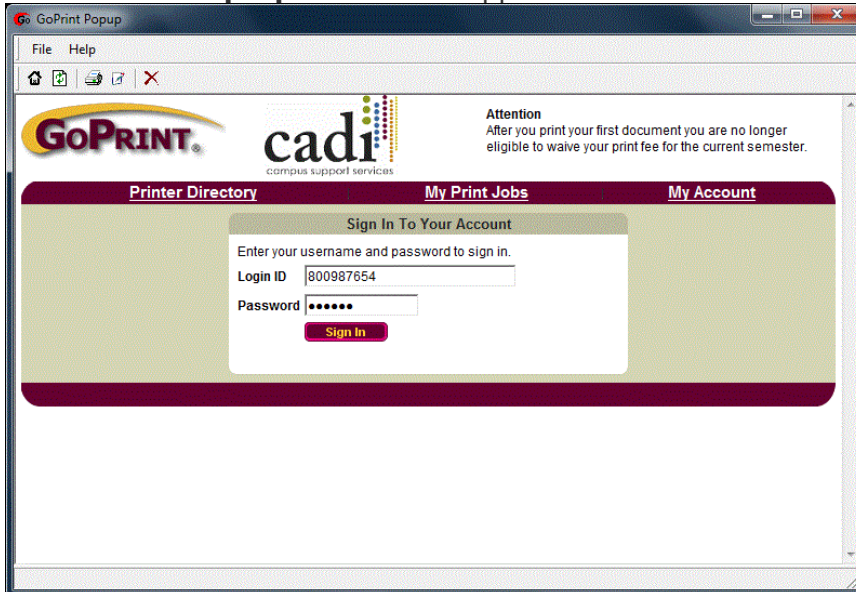 GoPrint Popup
File Help
GOPRINT®
cadi
campus support services
Attention
After you print your first document you are no longer
eligible to waive your print fee for the current semester.
Printer Directory My Print Jobs My Account
Sign In To Your Account
Enter your username and password to sign in.
Login ID 800987654
Password ●●●●●●
Sign In